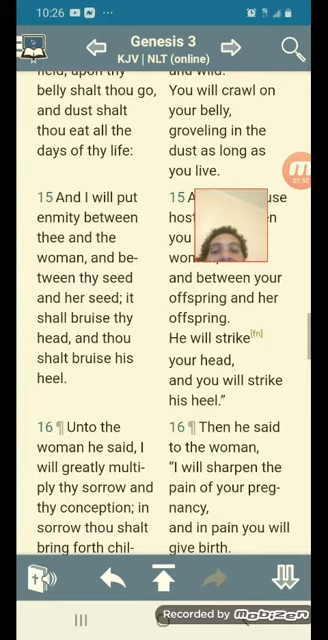 10:26
Genesis 3
KJV | NLT (online)
belly shalt thou go,
and dust shalt
thou eat all the
days of thy life:
15 And I will put
enmity between
thee and the
woman, and be-
tween thy seed
and her seed; it
shall bruise thy
head, and thou
shalt bruise his
heel.
16 ¶ Unto the
woman he said, I
will greatly multi-
ply thy sorrow and
thy conception; in
sorrow thou shalt
bring forth chil-
and wild.
You will crawl on
your belly,
groveling in the
dust as long as
you live.
15
you
and between your
offspring and her
offspring.
He will strike[fn]
your head,
and you will strike
his heel.”
16 ¶ Then he said
to the woman,
“I will sharpen the
pain of your preg-
nancy,
and in pain you will
give birth.
01:50
Recorded by Mobizen